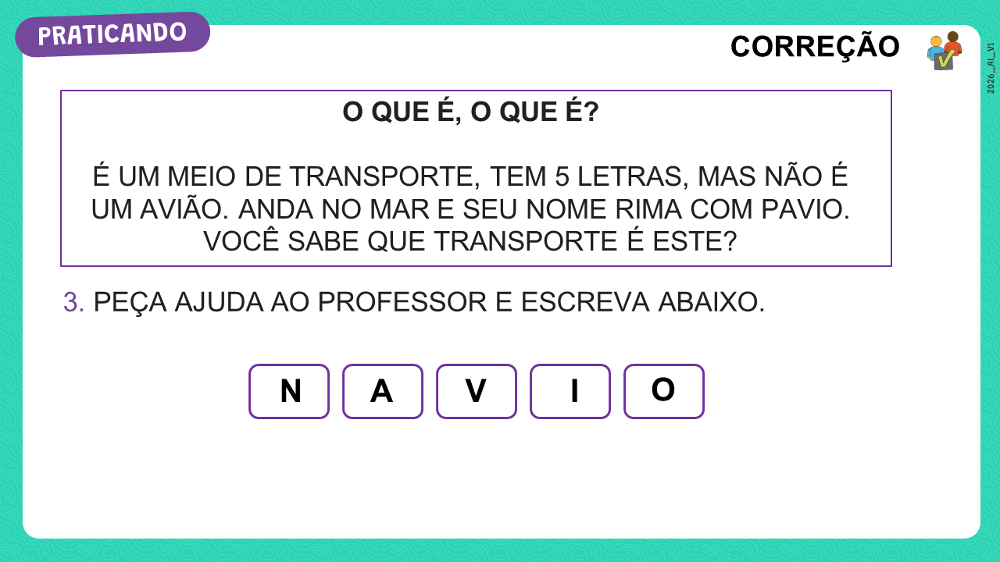 PRATICANDO
CORREÇÃO
2026_AI_V1
O QUE É, O QUE É?
É UM MEIO DE TRANSPORTE, TEM 5 LETRAS, MAS NÃO É
UM AVIÃO. ANDA NO MAR E SEU NOME RIMA COM PAVIO.
VOCÊ SABE QUE TRANSPORTE É ESTE?
3. PEÇA AJUDA AO PROFESSOR E ESCREVA ABAIXO.
N A V I O